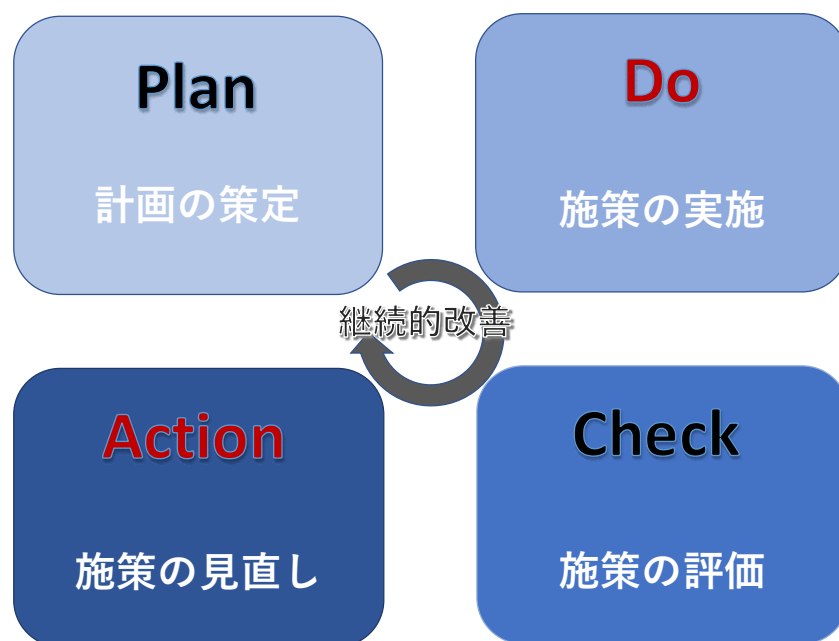 Plan
計画の策定
Do
施策の実施
継続的改善
Action
施策の見直し
Check
施策の評価